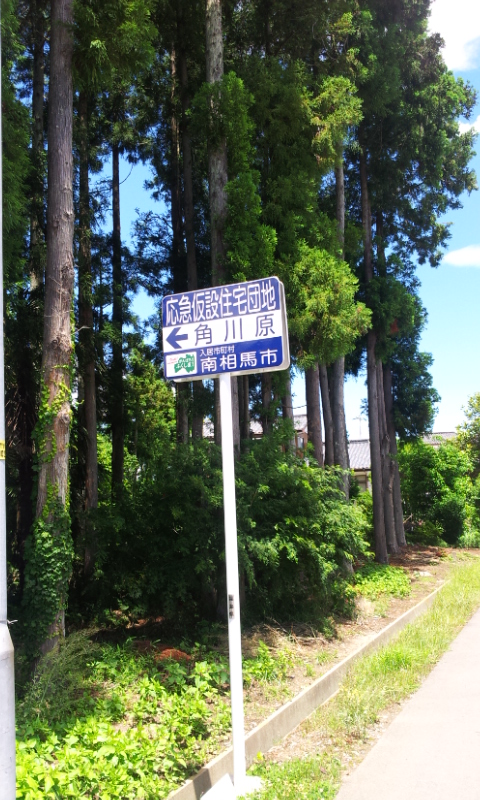 応急仮設住宅団地
角川原
入居市町村
南相馬市